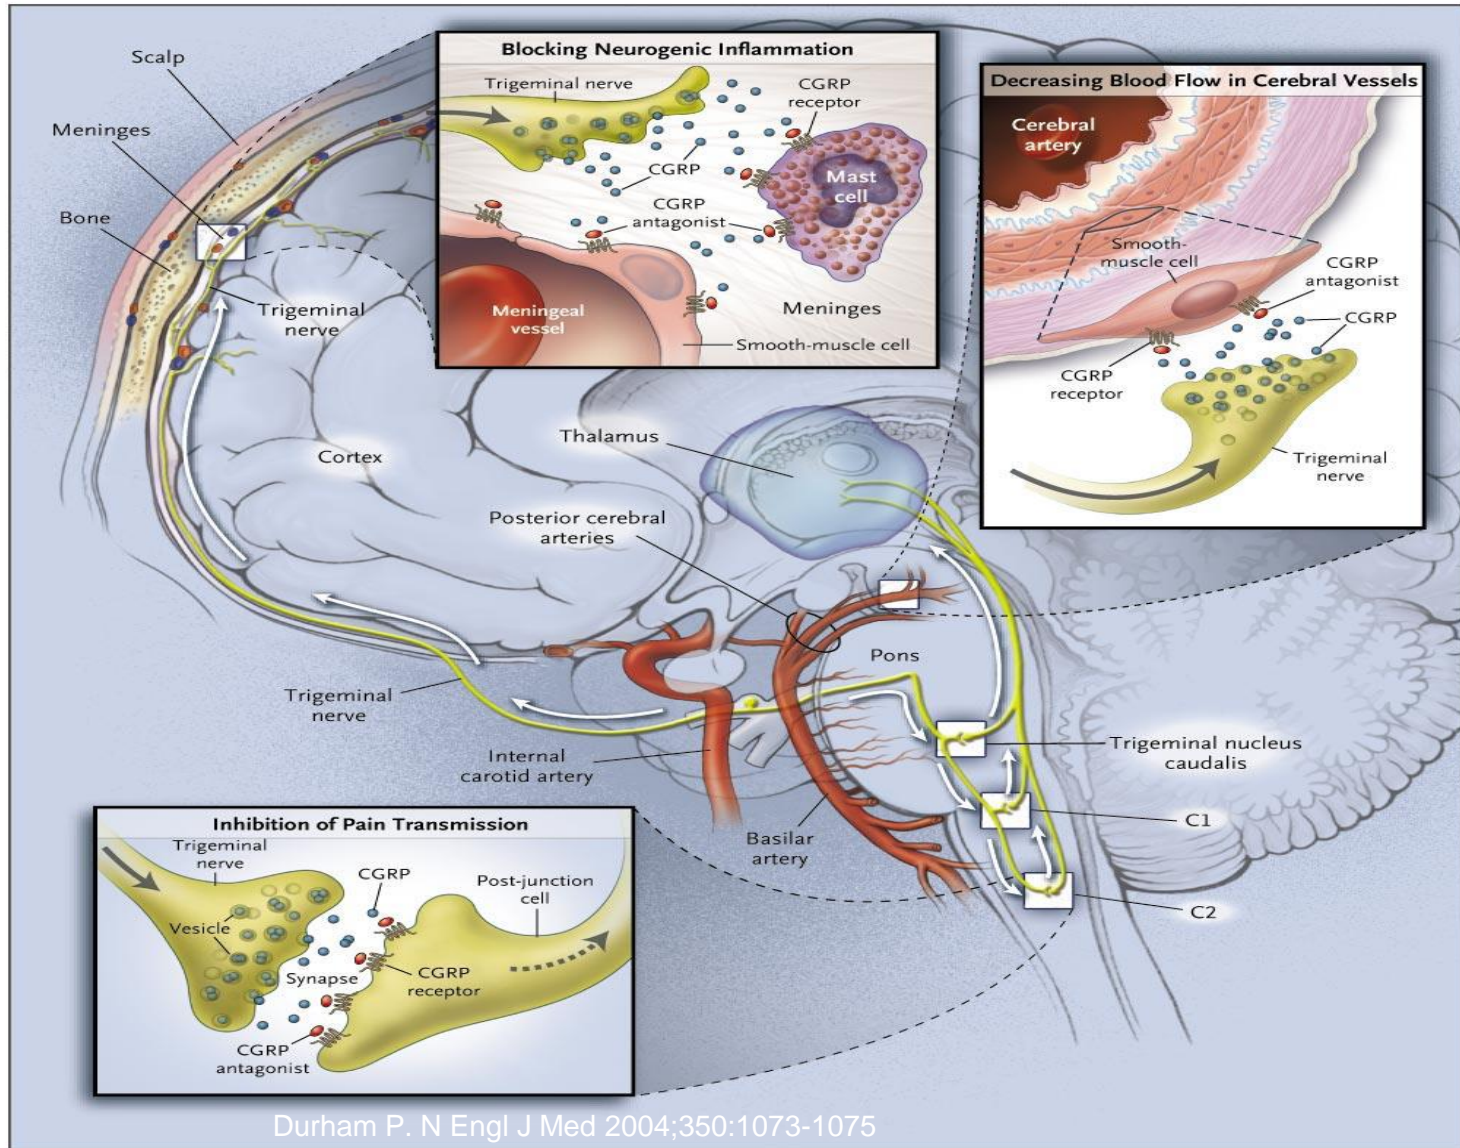 Scalp
Meninges
Bone
Trigeminal
nerve
Cortex
Blocking Neurogenic Inflammation
Trigeminal nerve
CGRP
receptor
CGRP
Mast
cell
CGRP
antagonist
Meningeal
vessel
Meninges
Smooth-muscle cell
Decreasing Blood Flow in Cerebral Vessels
Cerebral
artery
Smooth-
muscle cell
CGRP
antagonist
CGRP
CGRP
receptor
Trigeminal
nerve
Thalamus
Posterior cerebral
arteries
Pons
Trigeminal
nerve
Internal
carotid artery
Basilar
artery
Trigeminal nucleus
caudalis
C1
C2
Inhibition of Pain Transmission
Trigeminal
nerve
CGRP
Post-junction
cell
Vesicle
Synapse
CGRP
receptor
CGRP
antagonist
Durham P. N Engl J Med 2004;350:1073-1075